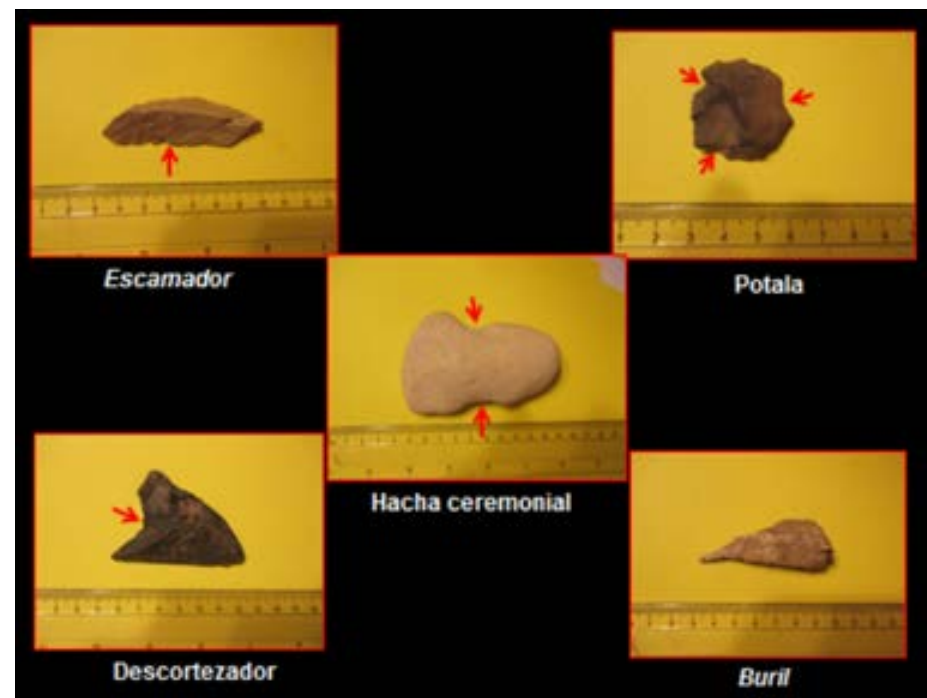 Escamador
Potala
Hacha ceremonial
Descortezador
Buril